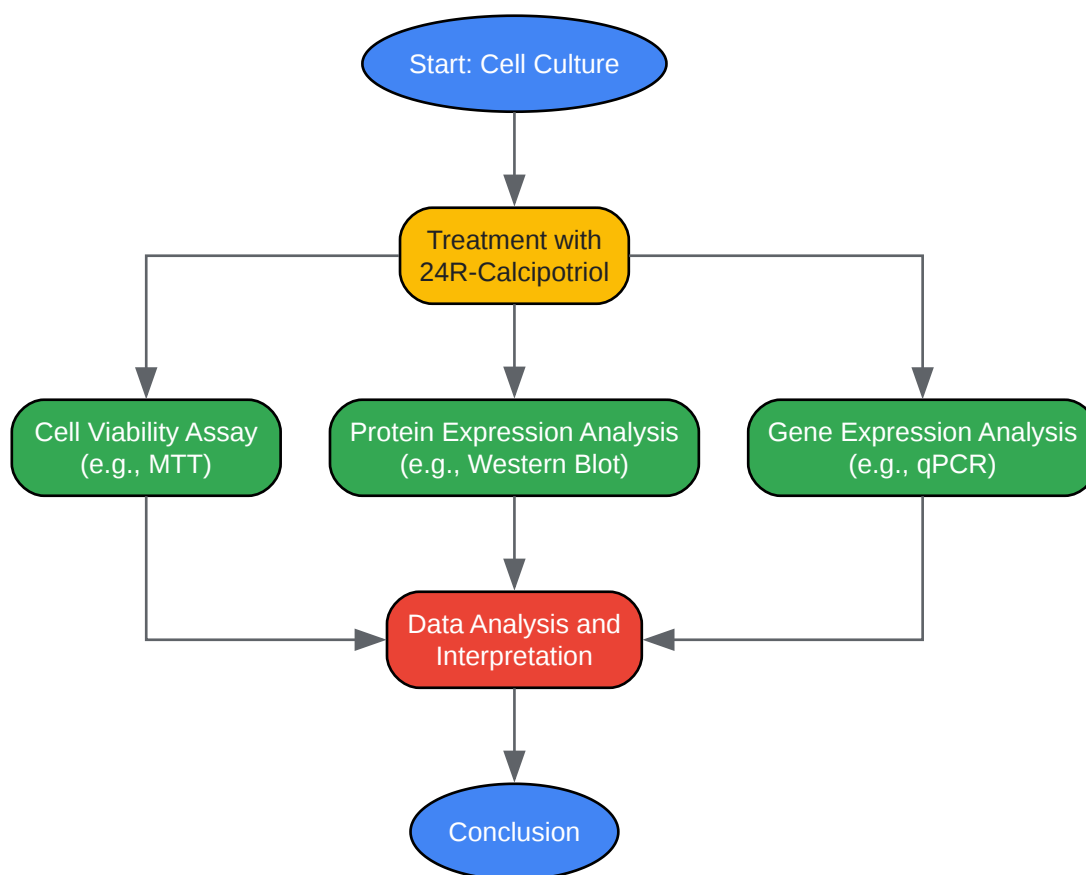 Start: Cell Culture
Treatment with
24R-Calcipotriol
Cell Viability Assay
(e.g., MTT)
Protein Expression Analysis
(e.g., Western Blot)
Gene Expression Analysis
(e.g., qPCR)
Data Analysis and
Interpretation
Conclusion